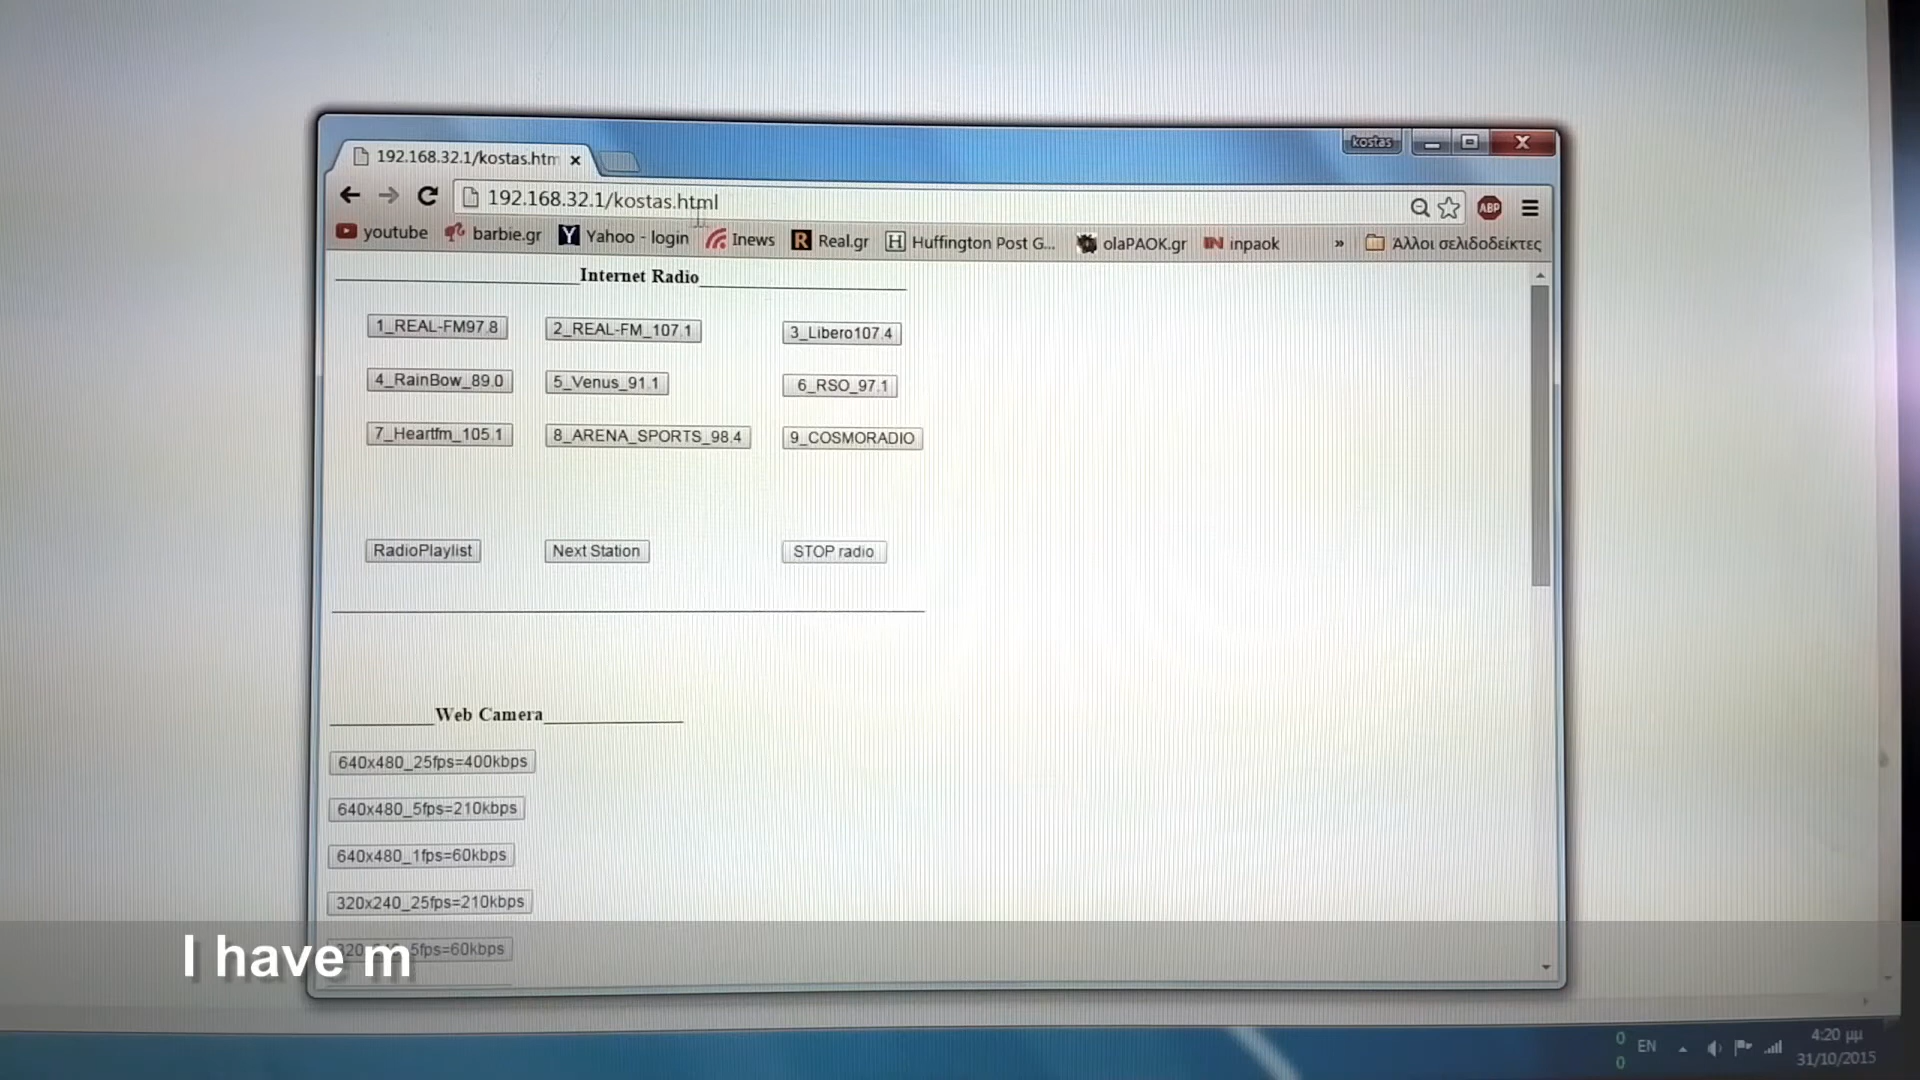 kostas
192.168.32.1/kostas.htm
192.168.32.1/kostas.html
ABP
youtube barbie.gr Yahoo - login Inews Real.gr Huffington Post G... olaPAOK.gr inpaok » Άλλοι σελιδοδείκτες
Internet Radio
1_REAL-FM97.8 2_REAL-FM_107.1 3_Libero107.4
4_RainBow_89.0 5_Venus_91.1 6_RSO_97.1
7_Heartfm_105.1 8_ARENA_SPORTS_98.4 9_COSMORADIO
RadioPlaylist Next Station STOP radio
Web Camera
640x480_25fps=400kbps
640x480_5fps=210kbps
640x480_1fps=60kbps
320x240_25fps=210kbps
5fps=60kbps
I have m
0
0
EN
4:20 μμ
31/10/2015